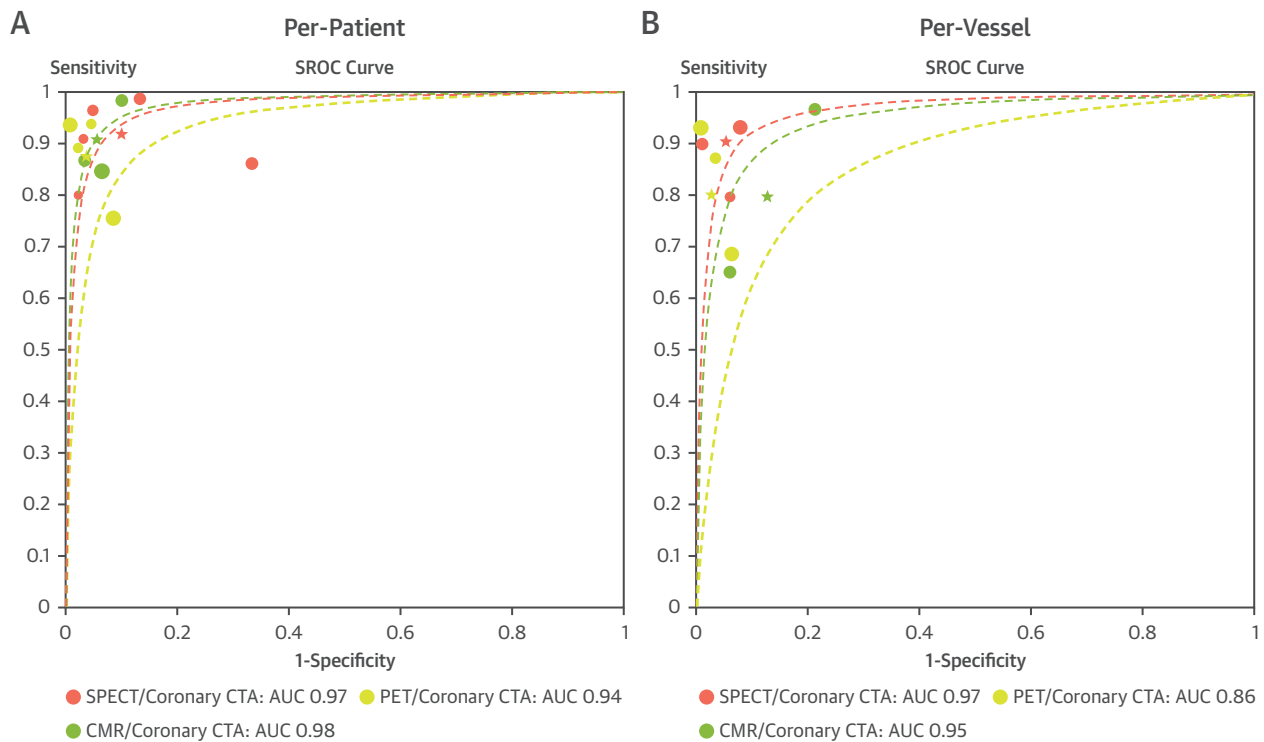 A
Per-Patient
Sensitivity
SROC Curve
1
0.9
0.8
0.7
0.6
0.5
0.4
0.3
0.2
0.1
0
0 0.2 0.4 0.6 0.8 1
1-Specificity
SPECT/Coronary CTA: AUC 0.97 PET/Coronary CTA: AUC 0.94
CMR/Coronary CTA: AUC 0.98
B
Per-Vessel
Sensitivity
SROC Curve
1
0.9
0.8
0.7
0.6
0.5
0.4
0.3
0.2
0.1
0
0 0.2 0.4 0.6 0.8 1
1-Specificity
SPECT/Coronary CTA: AUC 0.97 PET/Coronary CTA: AUC 0.86
CMR/Coronary CTA: AUC 0.95